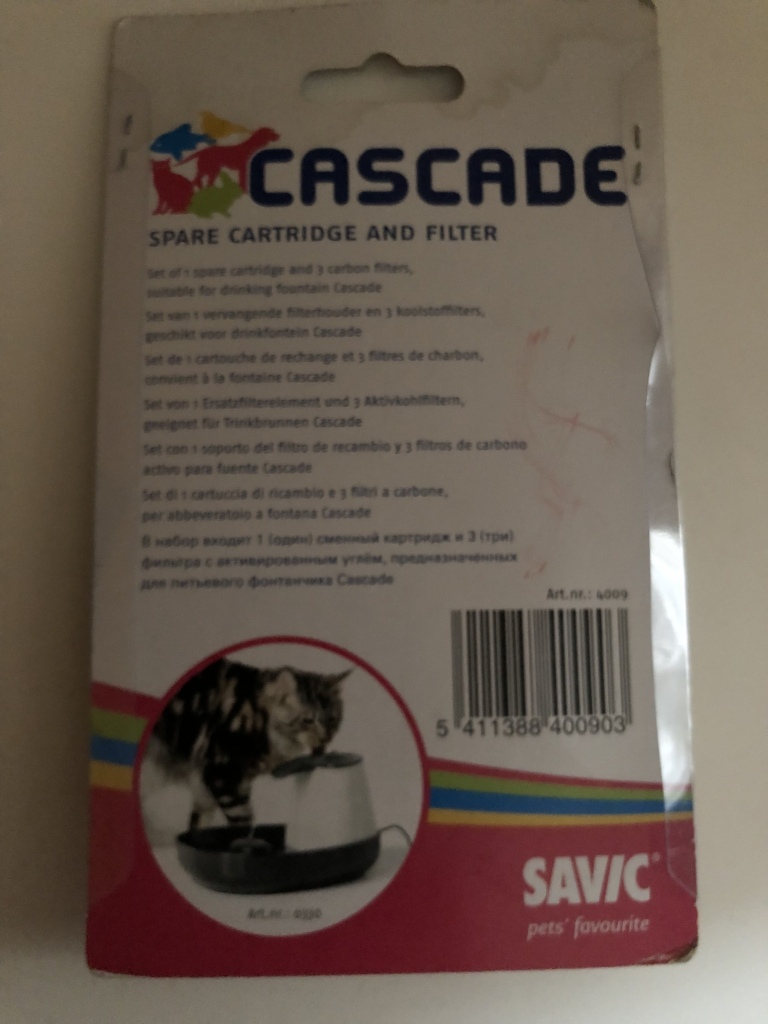 CASCADE
SPARE CARTRIDGE AND FILTER
Set of 1 spare cartridge and 3 carbon filters,
suitable for drinking fountain Cascade
Set van 1 vervangende filterhouder en 3 koolstoffilters,
geschikt voor drinkfontein Cascade
Set de 1 cartouche de rechange et 3 filtres de charbon,
convient à la fontaine Cascade
Set von 1 Ersatzfilterelement und 3 Aktivkohlfiltern,
geeignet für Trinkbrunnen Cascade
Set con 1 soporto del filtro de recambio y 3 filtros de carbono
activo para fuente Cascade
Set di 1 cartuccia di ricambio e 3 filtri a carbone,
per abbeveratoio a fontana Cascade
В набор входит 1 (один) сменный картридж и 3 (три)
фильтра с активированным углём, предназначенных
для питьевого фонтанчика Cascade
Art.nr.: 4009
5 411388 400903
SAVIC®
pets' favourite
Art.nr.: